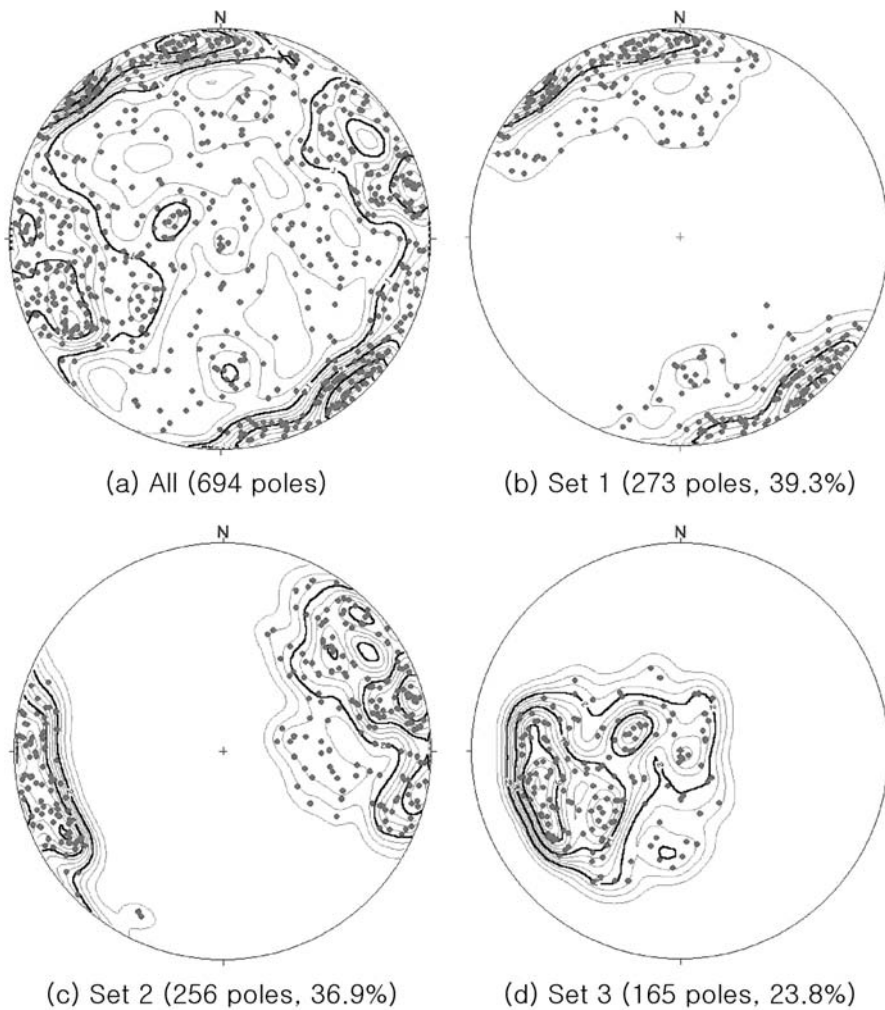 N
N
(a) All (694 poles)
(b) Set 1 (273 poles, 39.3%)
N
N
(c) Set 2 (256 poles, 36.9%)
(d) Set 3 (165 poles, 23.8%)